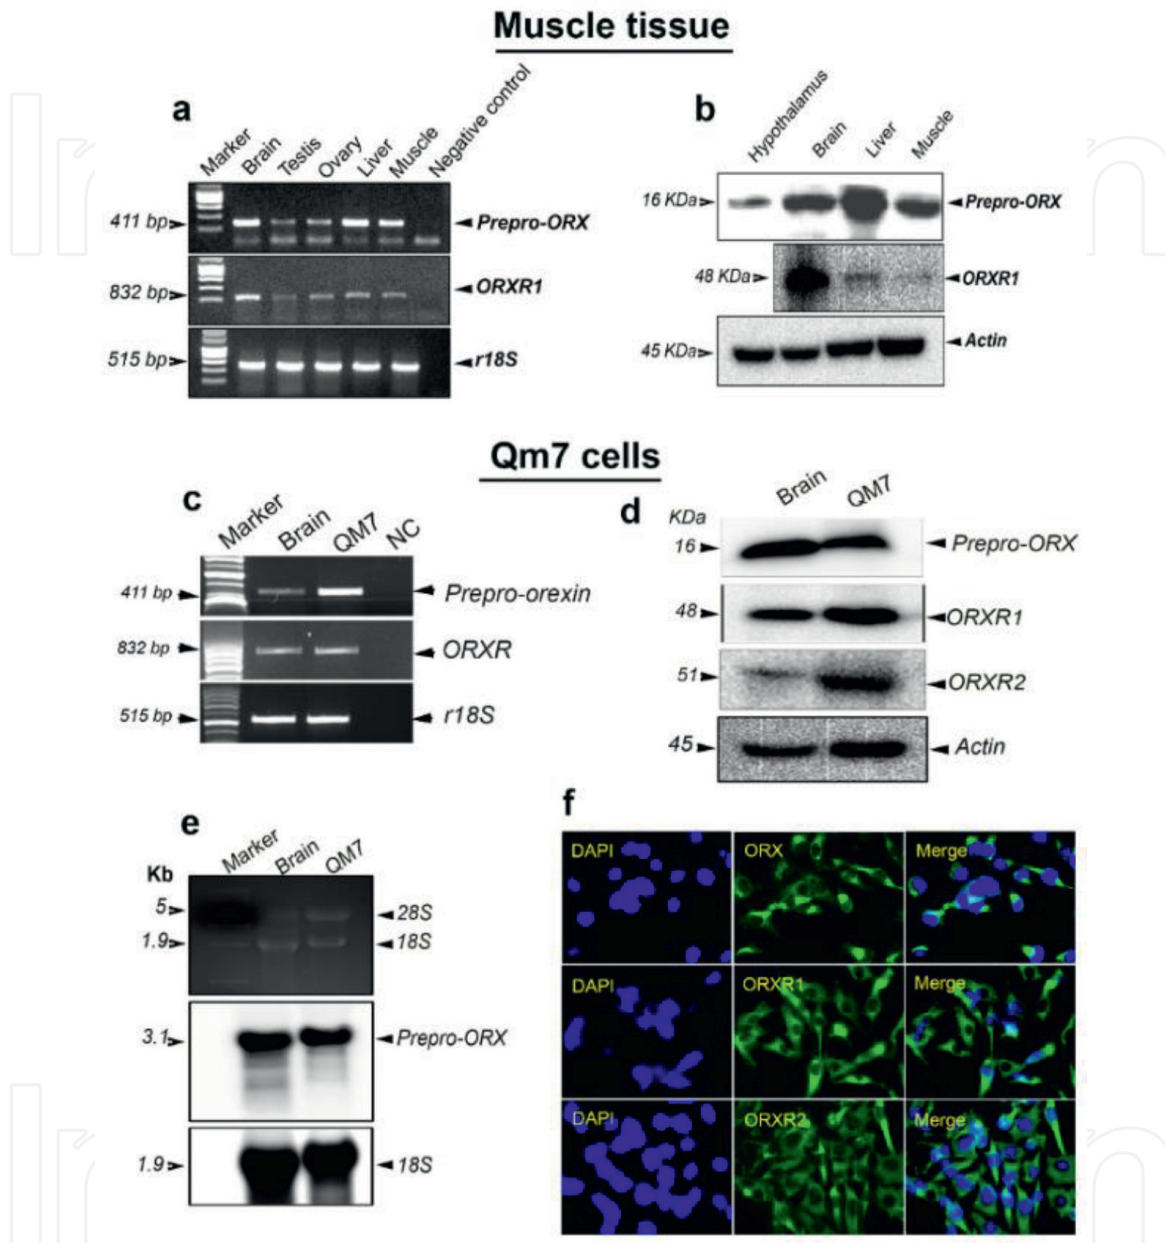 Muscle tissue
a
Marker
Brain
Testis
Ovary
Liver
Muscle
Negative control
411 bp
Prepro-ORX
832 bp
ORXR1
515 bp
r18S
b
Hypothalamus
Brain
Liver
Muscle
16 KDa
Prepro-ORX
48 KDa
ORXR1
45 KDa
Actin
Qm7 cells
c
Marker
Brain
QM7
NC
411 bp
Prepro-orexin
832 bp
ORXR
515 bp
r18S
d
Brain
QM7
KDa
16
Prepro-ORX
48
ORXR1
51
ORXR2
45
Actin
e
Marker
Brain
QM7
Kb
5
28S
1.9
18S
3.1
Prepro-ORX
1.9
18S
f
DAPI
ORX
Merge
DAPI
ORXR1
Merge
DAPI
ORXR2
Merge